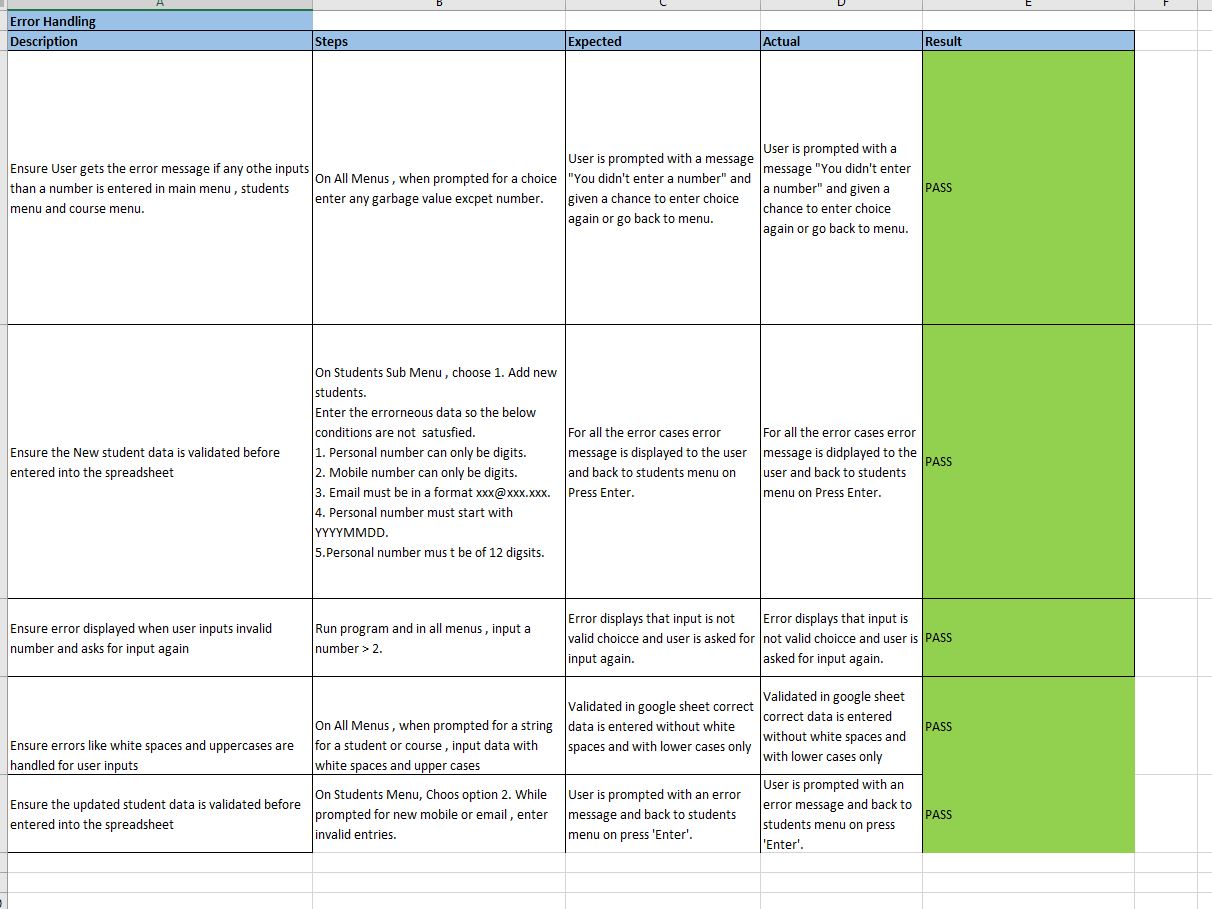 A B C D E F
Error Handling
Description Steps Expected Actual Result
Ensure User gets the error message if any othe inputs
than a number is entered in main menu , students
menu and course menu.
On All Menus , when prompted for a choice
enter any garbage value excpet number.
User is prompted with a message
"You didn't enter a number" and
given a chance to enter choice
again or go back to menu.
User is prompted with a
message "You didn't enter
a number" and given a
chance to enter choice
again or go back to menu.
PASS
Ensure the New student data is validated before
entered into the spreadsheet
On Students Sub Menu , choose 1. Add new
students.
Enter the errorneous data so the below
conditions are not  satusfied.
1. Personal number can only be digits.
2. Mobile number can only be digits.
3. Email must be in a format xxx@xxx.xxx.
4. Personal number must start with
YYYYMMDD.
5.Personal number mus t be of 12 digsits.
For all the error cases error
message is displayed to the user
and back to students menu on
Press Enter.
For all the error cases error
message is didplayed to the
user and back to students
menu on Press Enter.
PASS
Ensure error displayed when user inputs invalid
number and asks for input again
Run program and in all menus , input a
number > 2.
Error displays that input is not
valid choicce and user is asked for
input again.
Error displays that input is
not valid choicce and user is
asked for input again.
PASS
Ensure errors like white spaces and uppercases are
handled for user inputs
On All Menus , when prompted for a string
for a student or course , input data with
white spaces and upper cases
Validated in google sheet correct
data is entered without white
spaces and with lower cases only
Validated in google sheet
correct data is entered
without white spaces and
with lower cases only
PASS
Ensure the updated student data is validated before
entered into the spreadsheet
On Students Menu, Choos option 2. While
prompted for new mobile or email , enter
invalid entries.
User is prompted with an error
message and back to students
menu on press 'Enter'.
User is prompted with an
error message and back to
students menu on press
'Enter'.
PASS